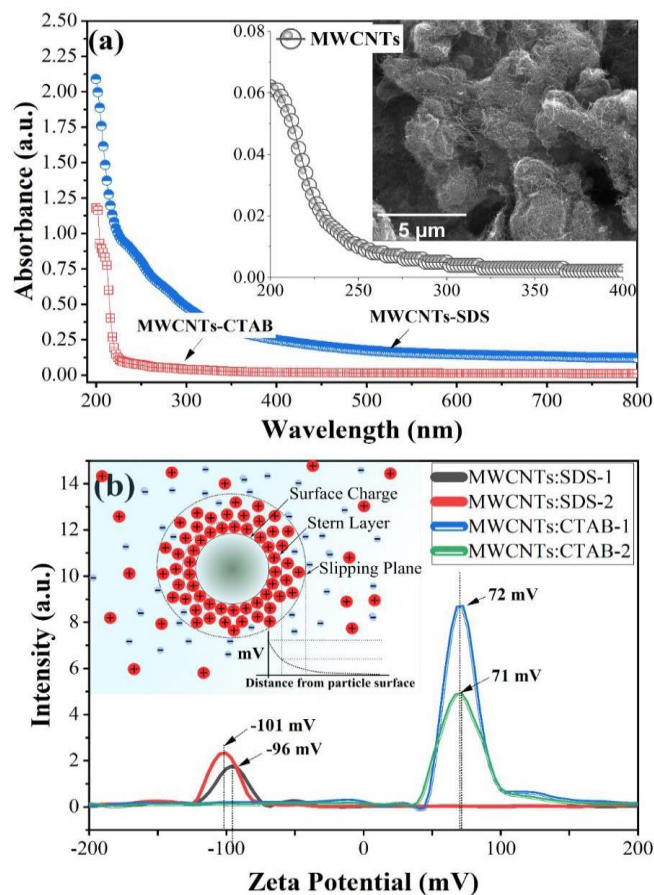 (a)
MWCNTs
5 µm
0.08
0.06
0.04
0.02
0.00
200
250
300
350
400
2.50
2.25
2.00
1.75
1.50
1.25
1.00
0.75
0.50
0.25
0.00
Absorbance (a.u.)
MWCNTs-CTAB
MWCNTs-SDS
200
300
400
500
600
700
800
Wavelength (nm)
(b)
Surface Charge
Stern Layer
Slipping Plane
mV
Distance from particle surface
MWCNTs:SDS-1
MWCNTs:SDS-2
MWCNTs:CTAB-1
MWCNTs:CTAB-2
72 mV
71 mV
-101 mV
-96 mV
14
12
10
8
6
4
2
0
Intensity (a.u.)
-200
-100
0
100
200
Zeta Potential (mV)